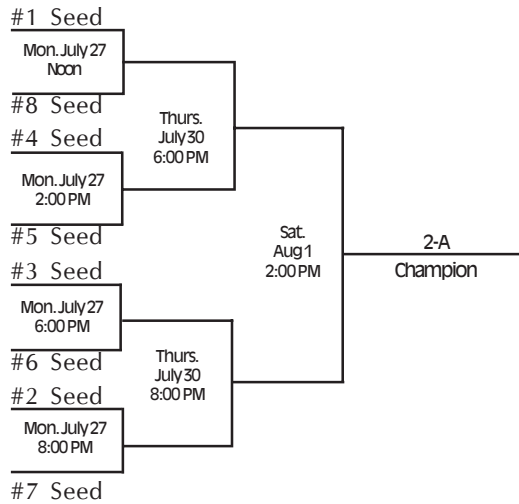 #1 Seed
Mon. July 27
Noon
#8 Seed
#4 Seed
Mon. July 27
2:00 PM
#5 Seed
#3 Seed
Mon. July 27
6:00 PM
#6 Seed
#2 Seed
Mon. July 27
8:00 PM
#7 Seed
Thurs.
July 30
6:00 PM
Thurs.
July 30
8:00 PM
Sat.
Aug 1
2:00 PM
2-A
Champion